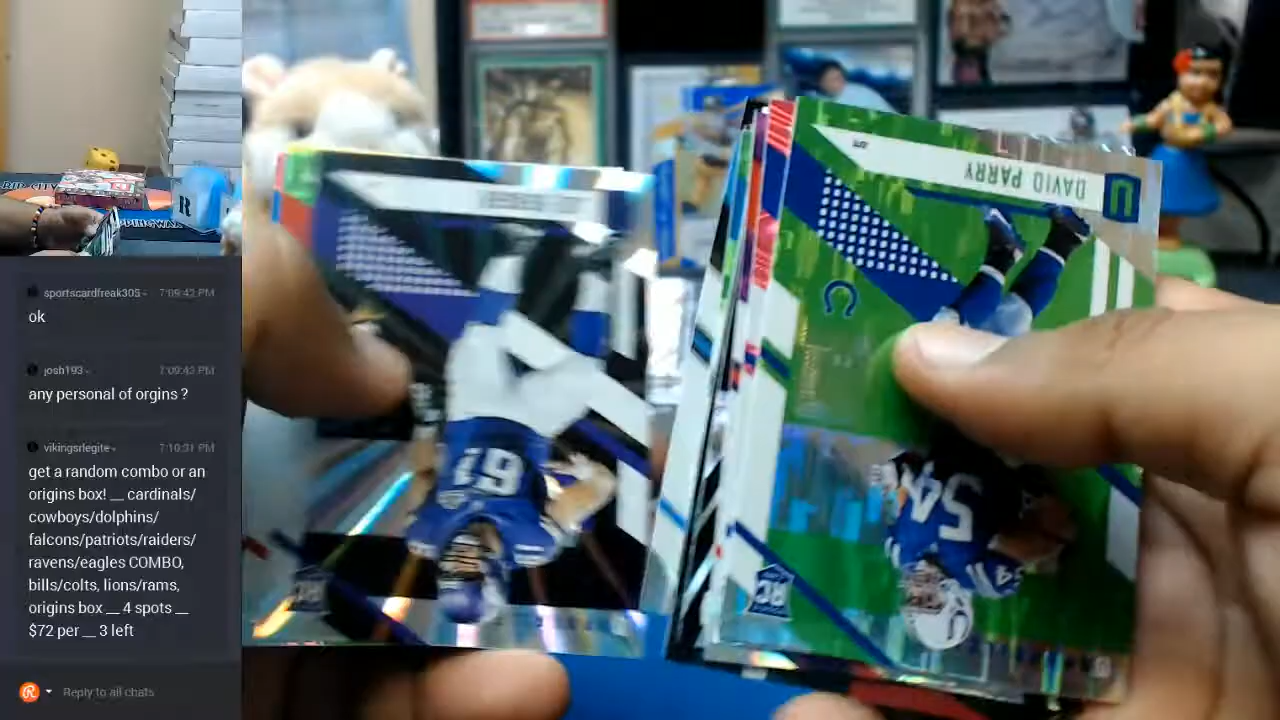 sportscardfreak305
7:09:42 PM
ok
josh193
7:09:43 PM
any personal of orgins ?
vikingsrlegite
7:10:31 PM
get a random combo or an
origins box! __ cardinals/
cowboys/dolphins/
falcons/patriots/raiders/
ravens/eagles COMBO,
bills/colts, lions/rams,
origins box __ 4 spots __
$72 per __ 3 left
Reply to all chats
DAVID PARRY
54
RC
19
R